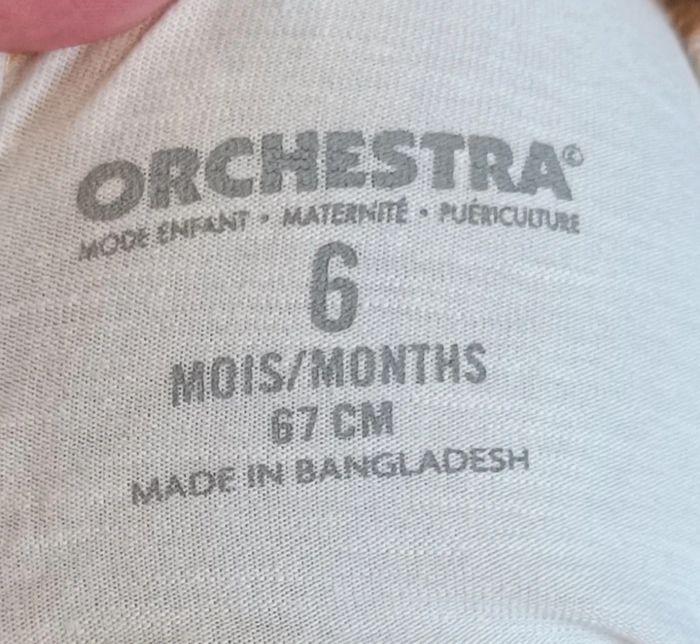 ORCHESTRA©
MODE ENFANT • MATERNITÉ • PUÉRICULTURE
6
MOIS/MONTHS
67 CM
MADE IN BANGLADESH